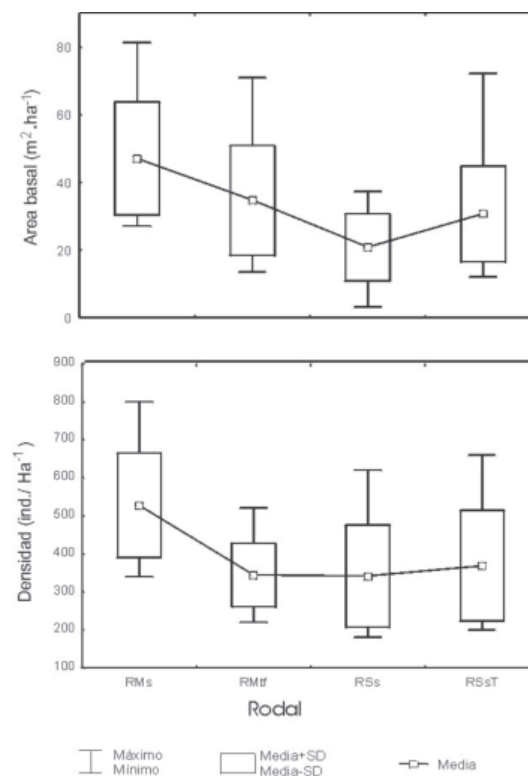 Area basal (m².ha⁻¹)
80
60
40
20
0
Densidad (ind./ Ha⁻¹)
900
800
700
600
500
400
300
200
100
RMs RMtf RSs RSsT
Rodal
Máximo
Mínimo
Media+SD
Media-SD
Media